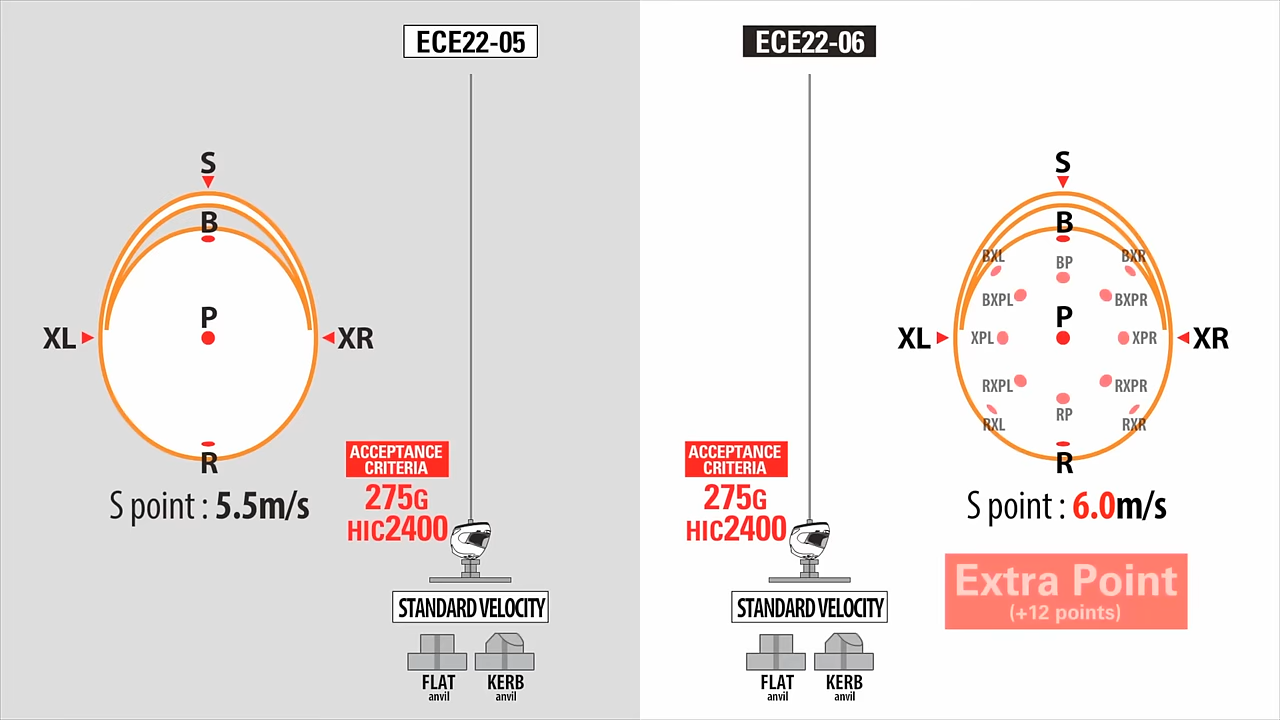 ECE22-05
S
B
P
XL
XR
R
S point : 5.5m/s
ACCEPTANCE
CRITERIA
275G
HIC2400
STANDARD VELOCITY
FLAT
anvil
KERB
anvil
ECE22-06
ACCEPTANCE
CRITERIA
275G
HIC2400
STANDARD VELOCITY
FLAT
anvil
KERB
anvil
S
B
BXL
BP
BXR
BXPL
BXPR
P
XL
XPL
XPR
XR
RXPL
RXPR
RP
RXL
RXR
R
S point : 6.0m/s
Extra Point
(+12 points)